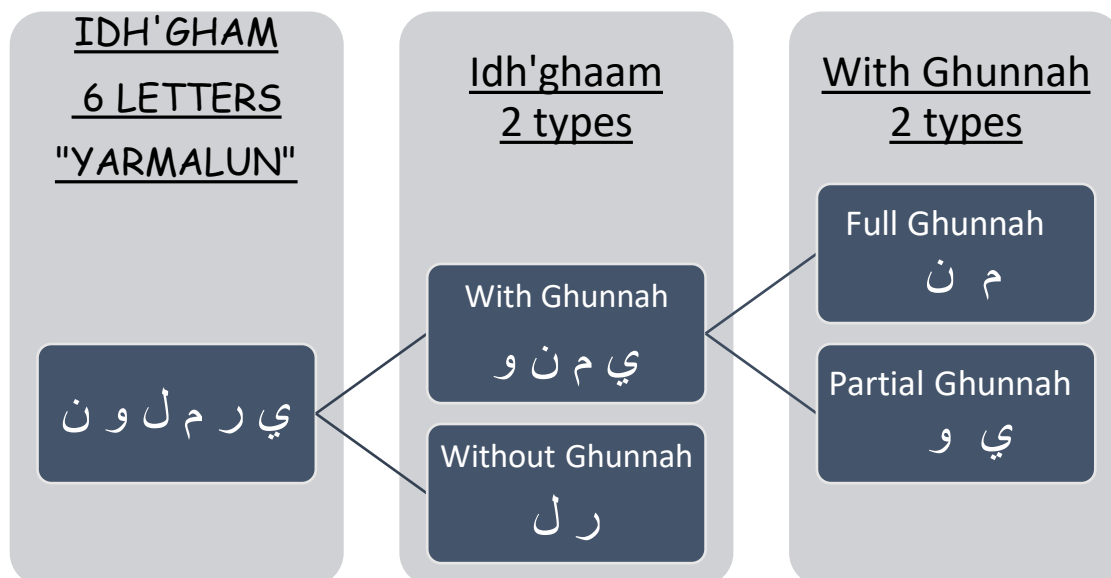 IDH'GHAM
6 LETTERS
"YARMALUN"
ي ر م ل و ن
Idh'ghaam
2 types
With Ghunnah
ي م ن و
Without Ghunnah
ر ل
With Ghunnah
2 types
Full Ghunnah
م ن
Partial Ghunnah
ي و